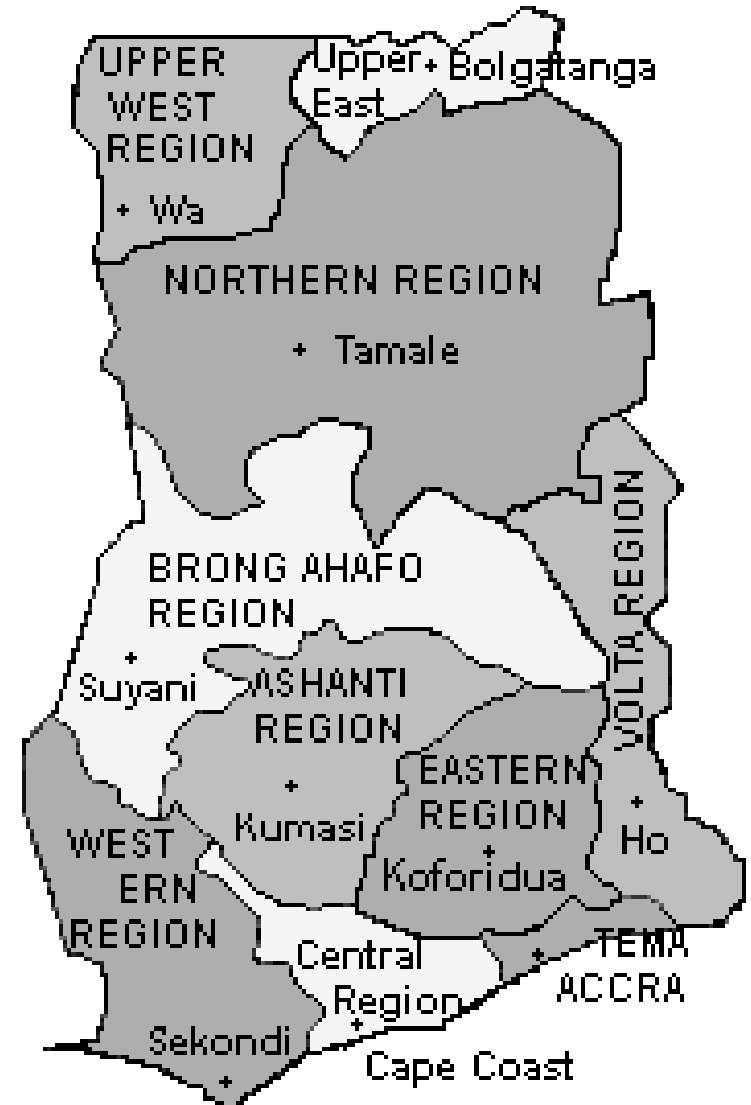 UPPER
WEST
REGION
Wa
Upper
East
Bolgatanga
NORTHERN REGION
Tamale
BRONG AHAFO
REGION
Suyani
VOLTA REGION
ASHANTI
REGION
Kumasi
EASTERN
REGION
Koforidua
Ho
WEST
ERN
REGION
Sekondi
Central
Region
Cape Coast
TEMA
ACCRA